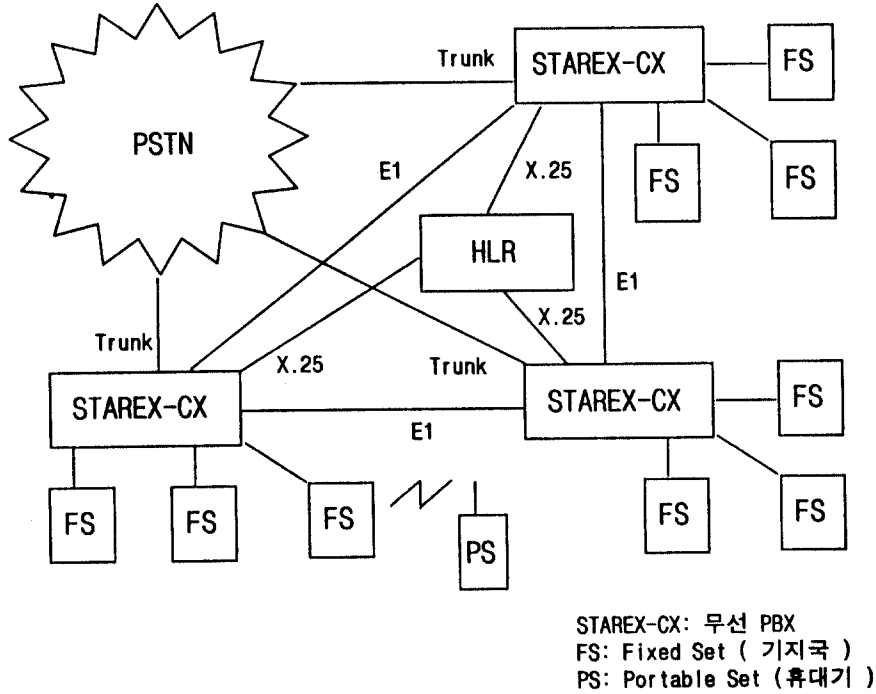 Trunk
STAREX-CX
FS
PSTN
E1
X.25
FS
FS
HLR
E1
X.25
Trunk
X.25
Trunk
STAREX-CX
STAREX-CX
FS
E1
FS
FS
FS
FS
FS
PS
STAREX-CX: 무선 PBX
FS: Fixed Set ( 기지국 )
PS: Portable Set (휴대기 )